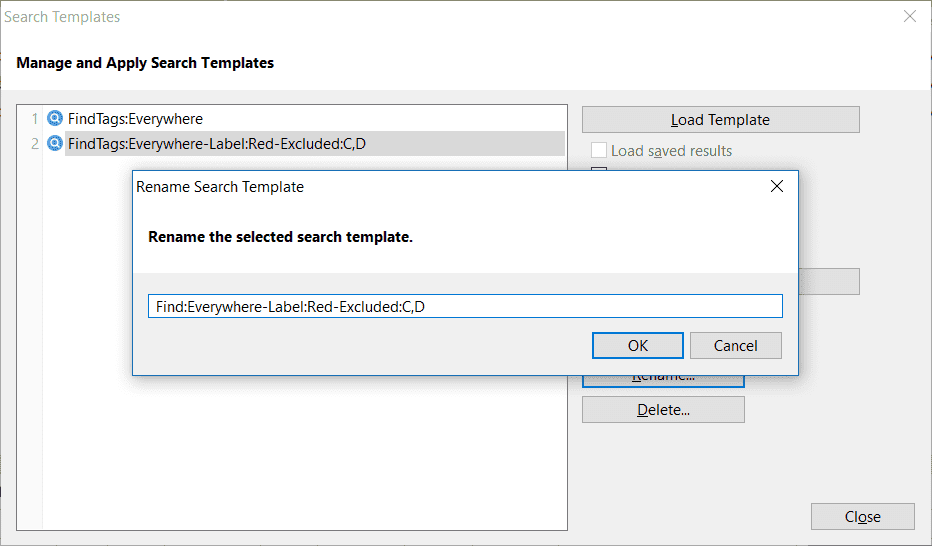 Search Templates
Manage and Apply Search Templates
1 FindTags:Everywhere
2 FindTags:Everywhere-Label:Red-Excluded:C,D
Load Template
Load saved results
Rename Search Template
Rename the selected search template.
Find:Everywhere-Label:Red-Excluded:C,D
OK Cancel
Rename...
Delete...
Close